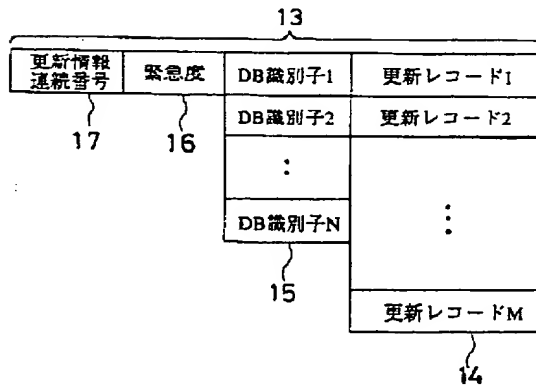 13
更新情報
連続番号
緊急度
DB識別子1
更新レコード1
17
16
DB識別子2
更新レコード2
:
DB識別子N
15
更新レコードM
14